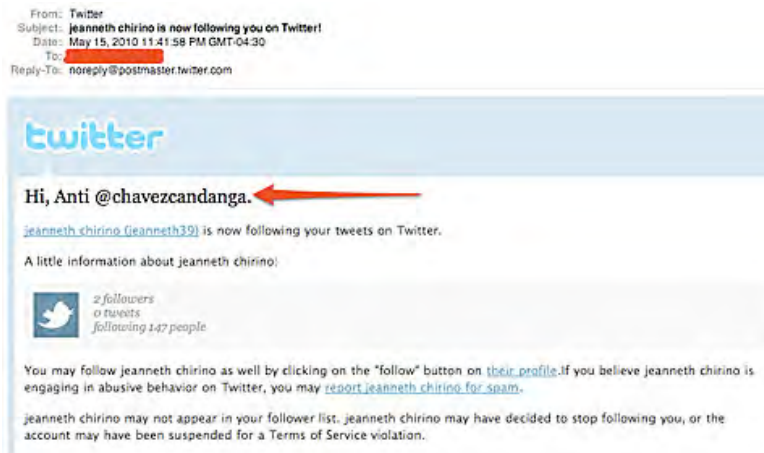 From: Twitter
Subject: jeanneth chirino is now following you on Twitter!
Date: May 15, 2010 11:41:58 PM GMT-04:30
To:
Reply-To: noreply@postmaster.twitter.com
twitter
Hi, Anti @chavezcandanga.
jeanneth chirino (jeanneth39) is now following your tweets on Twitter.
A little information about jeanneth chirino:
2 followers
0 tweets
following 147 people
You may follow jeanneth chirino as well by clicking on the "follow" button on their profile.If you believe jeanneth chirino is
engaging in abusive behavior on Twitter, you may report jeanneth chirino for spam.
jeanneth chirino may not appear in your follower list. jeanneth chirino may have decided to stop following you, or the
account may have been suspended for a Terms of Service violation.